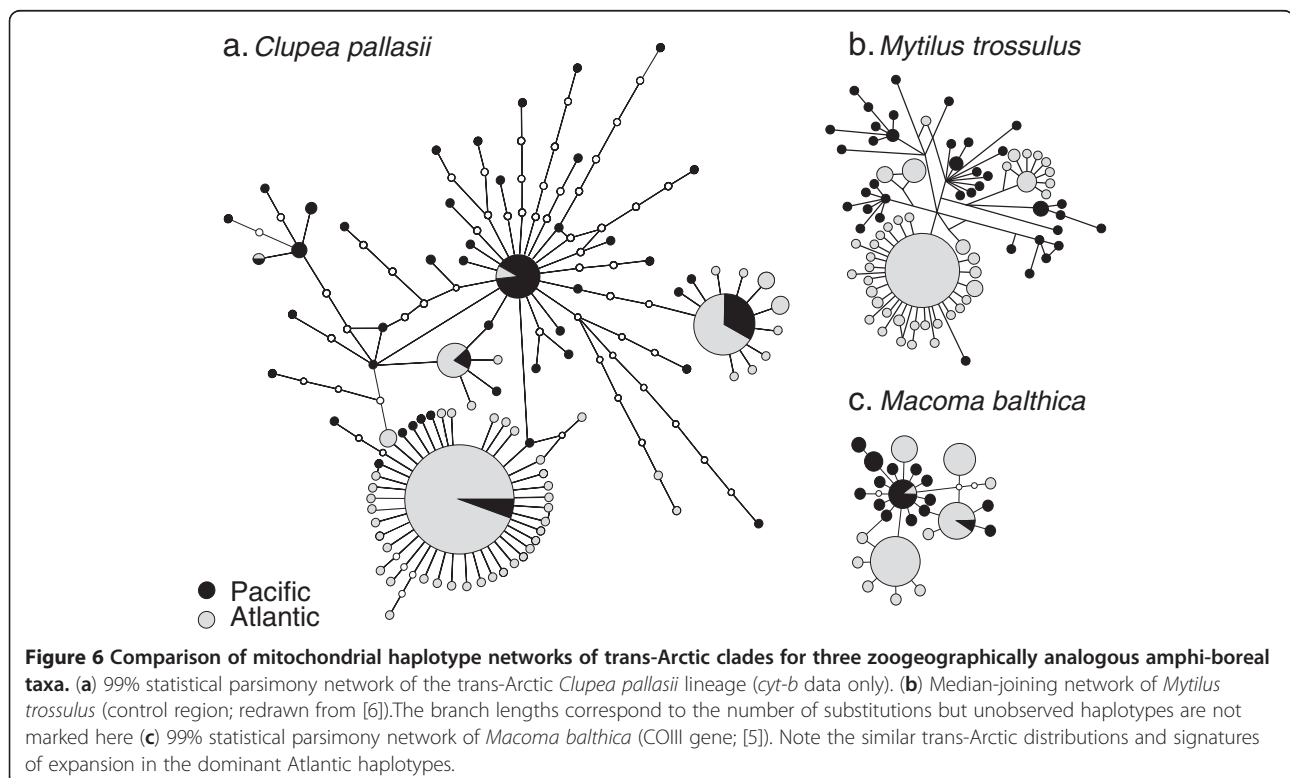 a. Clupea pallasii
b. Mytilus trossulus
c. Macoma balthica
Pacific
Atlantic
Figure 6 Comparison of mitochondrial haplotype networks of trans-Arctic clades for three zoogeographically analogous amphi-boreal
taxa. (a) 99% statistical parsimony network of the trans-Arctic Clupea pallasii lineage (cyt-b data only). (b) Median-joining network of Mytilus
trossulus (control region; redrawn from [6]).The branch lengths correspond to the number of substitutions but unobserved haplotypes are not
marked here (c) 99% statistical parsimony network of Macoma balthica (COIII gene; [5]). Note the similar trans-Arctic distributions and signatures
of expansion in the dominant Atlantic haplotypes.